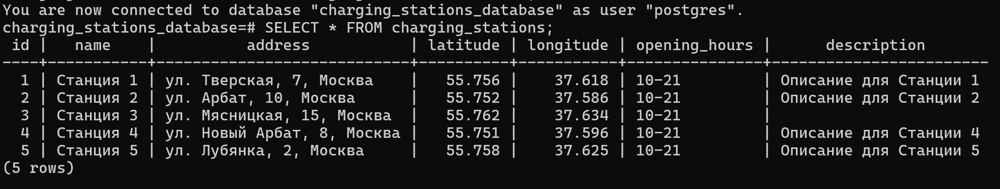 You are now connected to database "charging_stations_database" as user "postgres".
charging_stations_database=# SELECT * FROM charging_stations;
 id |   name    |          address           | latitude | longitude | opening_hours |      description
----+-----------+----------------------------+----------+-----------+---------------+------------------------
  1 | Станция 1 | ул. Тверская, 7, Москва    |   55.756 |    37.618 | 10-21         | Описание для Станции 1
  2 | Станция 2 | ул. Арбат, 10, Москва      |   55.752 |    37.586 | 10-21         | Описание для Станции 2
  3 | Станция 3 | ул. Мясницкая, 15, Москва  |   55.762 |    37.634 | 10-21         |
  4 | Станция 4 | ул. Новый Арбат, 8, Москва |   55.751 |    37.596 | 10-21         | Описание для Станции 4
  5 | Станция 5 | ул. Лубянка, 2, Москва     |   55.758 |    37.625 | 10-21         | Описание для Станции 5
(5 rows)